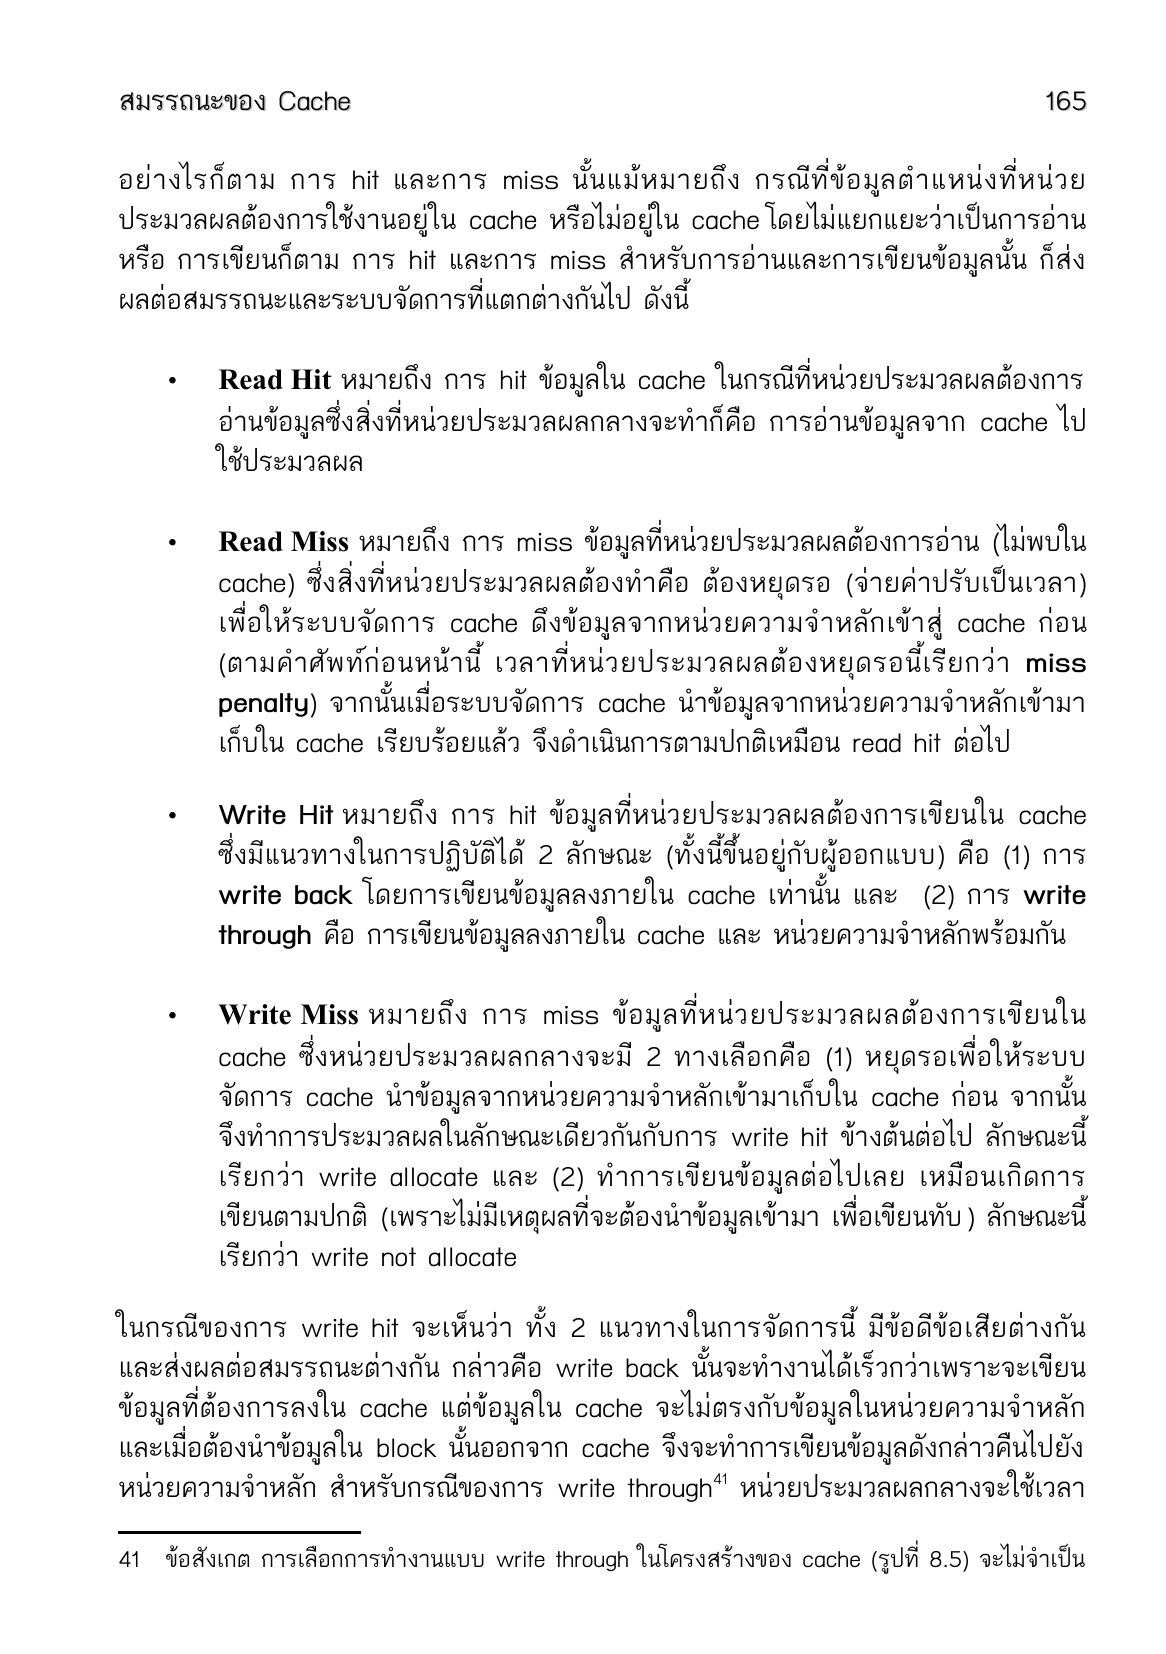 สมรรถนะของ Cache 165
อย่างไรก็ตาม การ hit และการ miss นั้นแม้หมายถึง กรณีที่ข้อมูลตำแหน่งที่หน่วย
ประมวลผลต้องการใช้งานอยู่ใน cache หรือไม่อยู่ใน cache โดยไม่แยกแยะว่าเป็นการอ่าน
หรือ การเขียนก็ตาม การ hit และการ miss สำหรับการอ่านและการเขียนข้อมูลนั้น ก็ส่ง
ผลต่อสมรรถนะและระบบจัดการที่แตกต่างกันไป ดังนี้
• Read Hit หมายถึง การ hit ข้อมูลใน cache ในกรณีที่หน่วยประมวลผลต้องการ
อ่านข้อมูลซึ่งสิ่งที่หน่วยประมวลผลกลางจะทำก็คือ การอ่านข้อมูลจาก cache ไป
ใช้ประมวลผล
• Read Miss หมายถึง การ miss ข้อมูลที่หน่วยประมวลผลต้องการอ่าน (ไม่พบใน
cache) ซึ่งสิ่งที่หน่วยประมวลผลต้องทำคือ ต้องหยุดรอ (จ่ายค่าปรับเป็นเวลา)
เพื่อให้ระบบจัดการ cache ดึงข้อมูลจากหน่วยความจำหลักเข้าสู่ cache ก่อน
(ตามคำศัพท์ก่อนหน้านี้ เวลาที่หน่วยประมวลผลต้องหยุดรอนี้เรียกว่า miss
penalty) จากนั้นเมื่อระบบจัดการ cache นำข้อมูลจากหน่วยความจำหลักเข้ามา
เก็บใน cache เรียบร้อยแล้ว จึงดำเนินการตามปกติเหมือน read hit ต่อไป
• Write Hit หมายถึง การ hit ข้อมูลที่หน่วยประมวลผลต้องการเขียนใน cache
ซึ่งมีแนวทางในการปฏิบัติได้ 2 ลักษณะ (ทั้งนี้ขึ้นอยู่กับผู้ออกแบบ) คือ (1) การ
write back โดยการเขียนข้อมูลลงภายใน cache เท่านั้น และ (2) การ write
through คือ การเขียนข้อมูลลงภายใน cache และ หน่วยความจำหลักพร้อมกัน
• Write Miss หมายถึง การ miss ข้อมูลที่หน่วยประมวลผลต้องการเขียนใน
cache ซึ่งหน่วยประมวลผลกลางจะมี 2 ทางเลือกคือ (1) หยุดรอเพื่อให้ระบบ
จัดการ cache นำข้อมูลจากหน่วยความจำหลักเข้ามาเก็บใน cache ก่อน จากนั้น
จึงทำการประมวลผลในลักษณะเดียวกันกับการ write hit ข้างต้นต่อไป ลักษณะนี้
เรียกว่า write allocate และ (2) ทำการเขียนข้อมูลต่อไปเลย เหมือนเกิดการ
เขียนตามปกติ (เพราะไม่มีเหตุผลที่จะต้องนำข้อมูลเข้ามา เพื่อเขียนทับ) ลักษณะนี้
เรียกว่า write not allocate
ในกรณีของการ write hit จะเห็นว่า ทั้ง 2 แนวทางในการจัดการนี้ มีข้อดีข้อเสียต่างกัน
และส่งผลต่อสมรรถนะต่างกัน กล่าวคือ write back นั้นจะทำงานได้เร็วกว่าเพราะจะเขียน
ข้อมูลที่ต้องการลงใน cache แต่ข้อมูลใน cache จะไม่ตรงกับข้อมูลในหน่วยความจำหลัก
และเมื่อต้องนำข้อมูลใน block นั้นออกจาก cache จึงจะทำการเขียนข้อมูลดังกล่าวคืนไปยัง
หน่วยความจำหลัก สำหรับกรณีของการ write through41 หน่วยประมวลผลกลางจะใช้เวลา
41 ข้อสังเกต การเลือกการทำงานแบบ write through ในโครงสร้างของ cache (รูปที่ 8.5) จะไม่จำเป็น